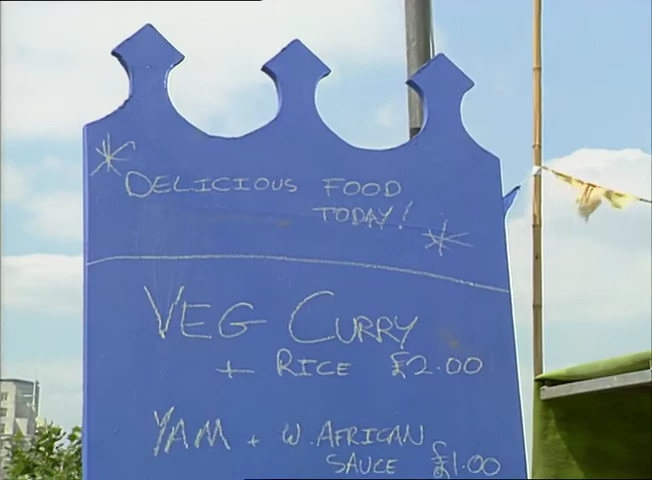 DELICIOUS FOOD
TODAY!
VEG CURRY
+ RICE £2.00
YAM + W. AFRICAN
SAUCE £1.00